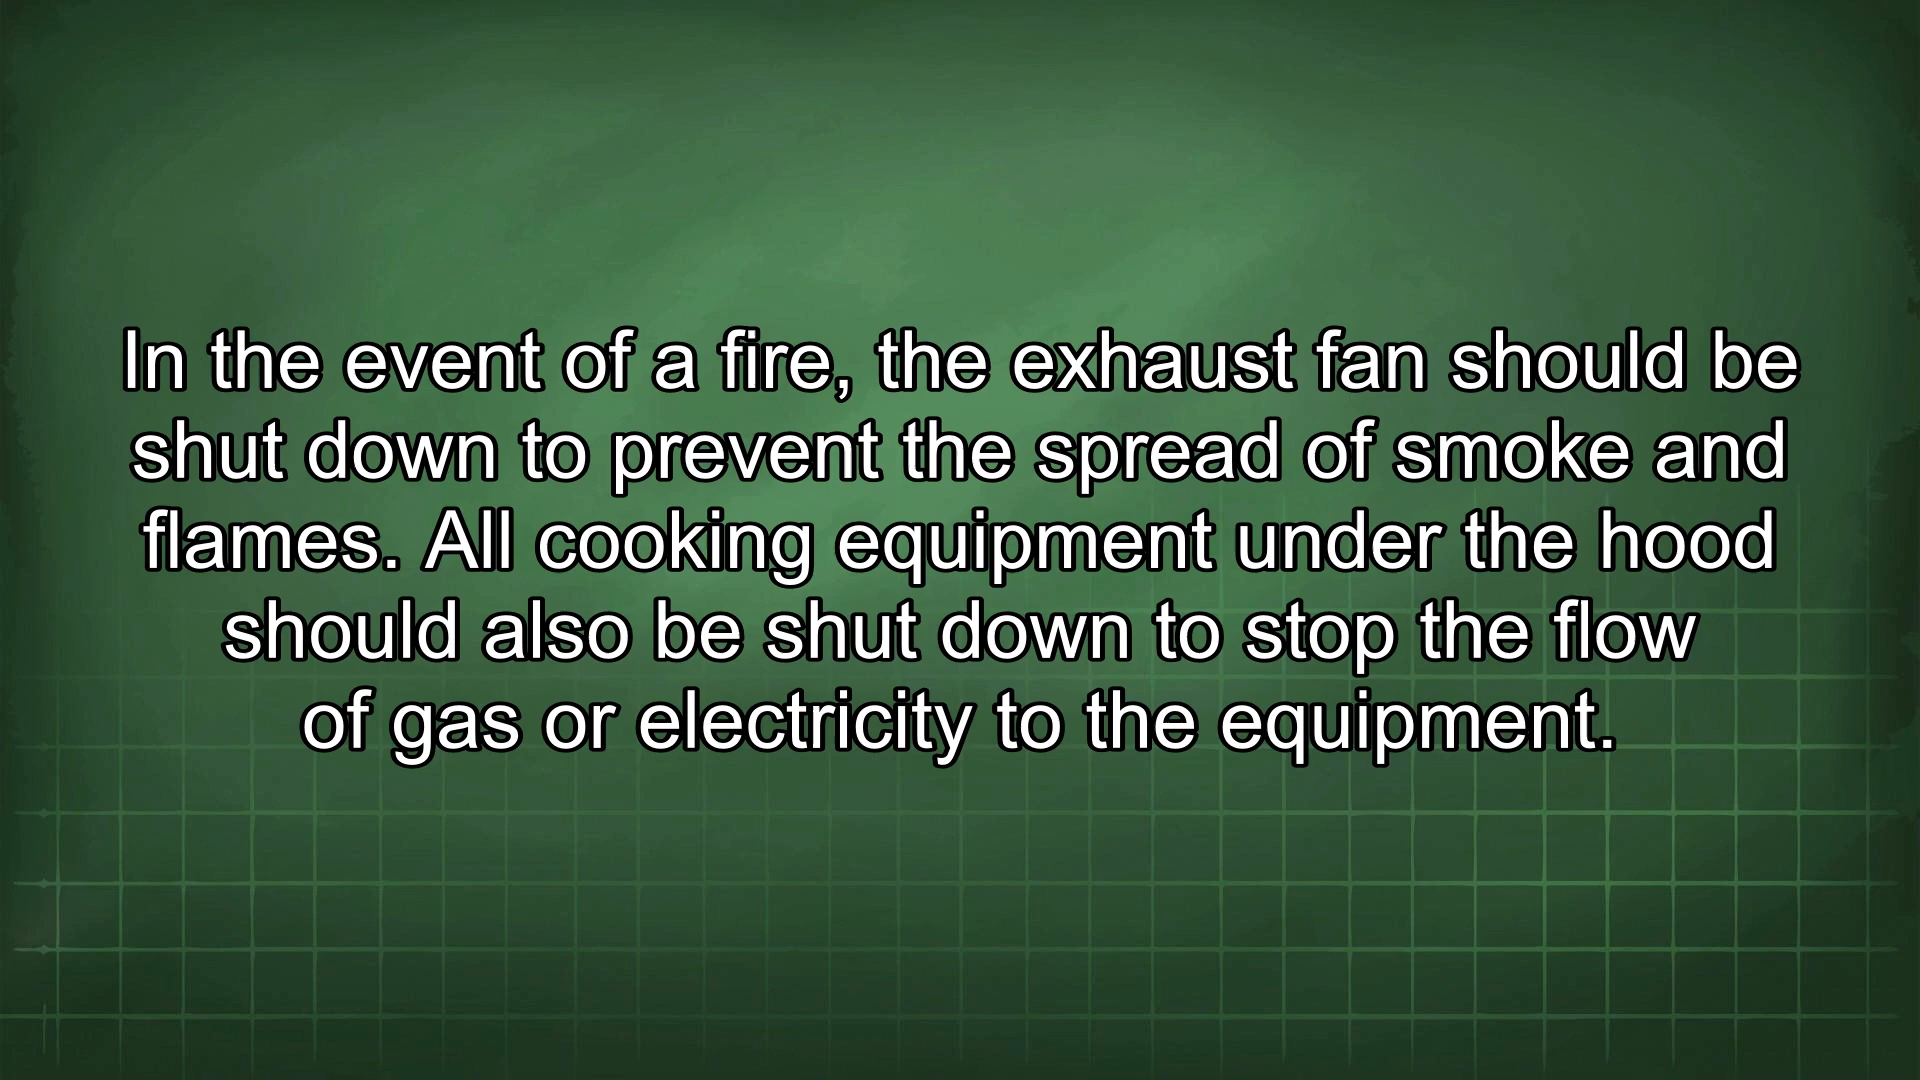 In the event of a fire, the exhaust fan should be
shut down to prevent the spread of smoke and
flames. All cooking equipment under the hood
should also be shut down to stop the flow
of gas or electricity to the equipment.